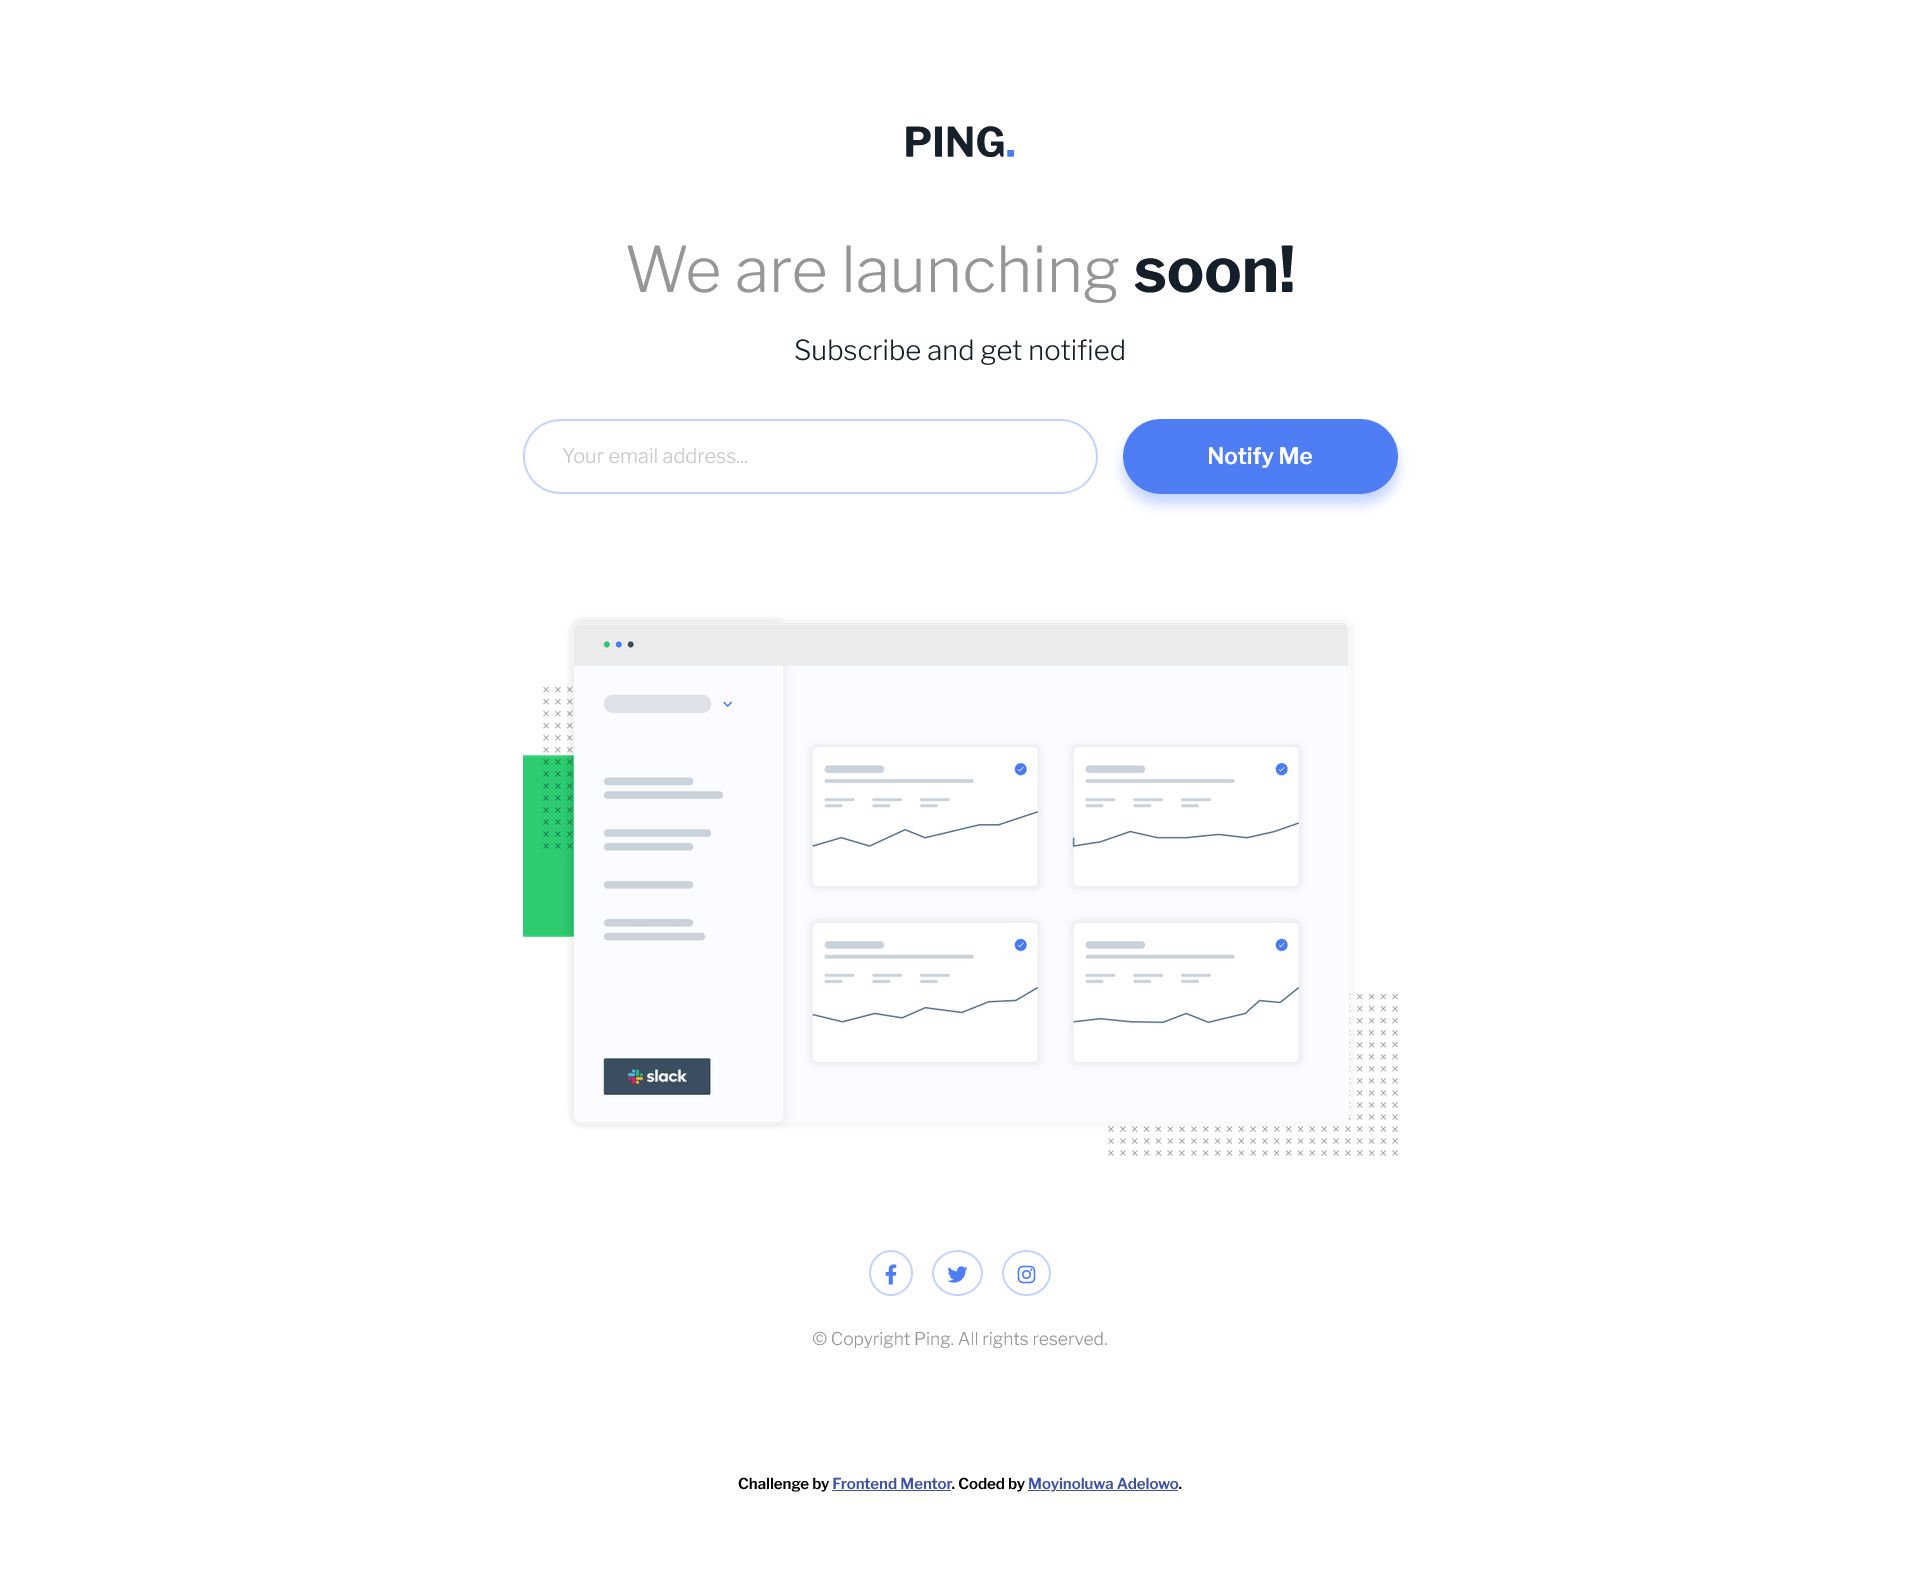 PING.
We are launching soon!
Subscribe and get notified
Your email address...
Notify Me
slack
© Copyright Ping. All rights reserved.
Challenge by Frontend Mentor. Coded by Moyinoluwa Adelowo.